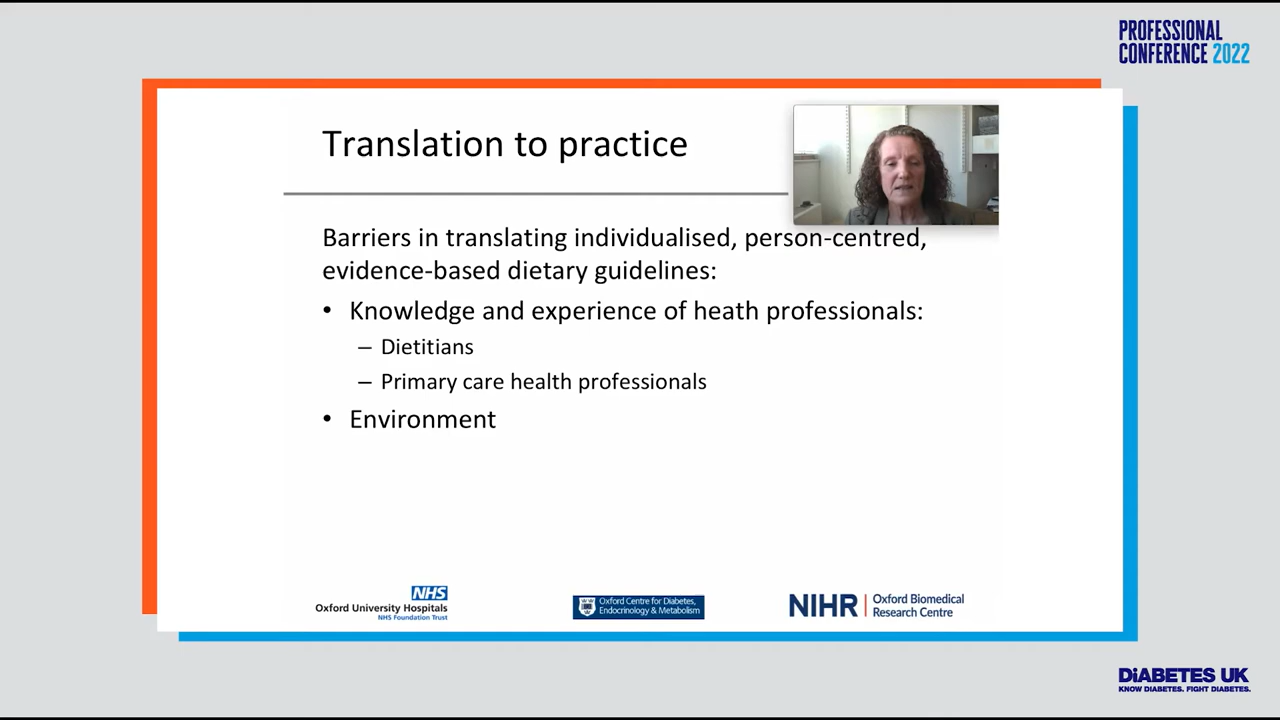 PROFESSIONAL
CONFERENCE 2022
Translation to practice
Barriers in translating individualised, person-centred,
evidence-based dietary guidelines:
• Knowledge and experience of heath professionals:
– Dietitians
– Primary care health professionals
• Environment
NHS
Oxford University Hospitals
NHS Foundation Trust
Oxford Centre for Diabetes,
Endocrinology & Metabolism
NIHR | Oxford Biomedical
Research Centre
DiABETES UK
KNOW DIABETES. FIGHT DIABETES.